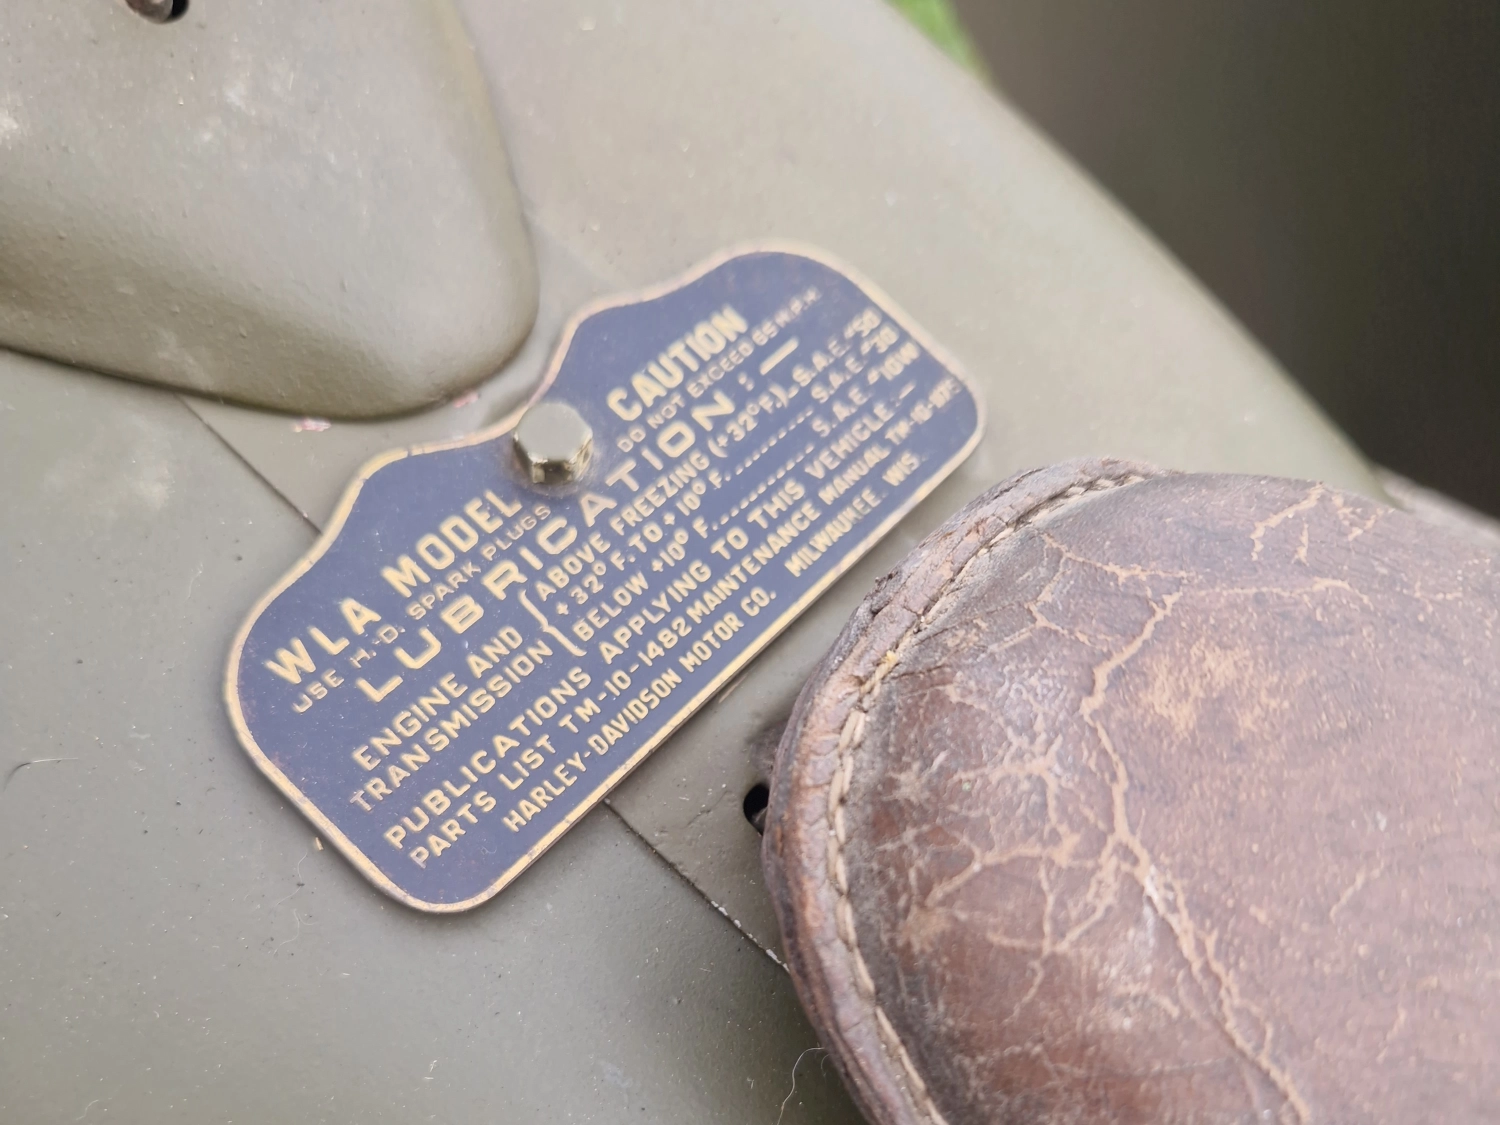 WLA MODEL CAUTION
USE H.-D. SPARK PLUGS DO NOT EXCEED 65 M.P.H.
LUBRICATION:—
ENGINE AND TRANSMISSION { ABOVE FREEZING (+32° F.)..S.A.E. #50
+32° F. TO +10° F. .......... S.A.E. #30
BELOW +10° F. ............ S.A.E. #10W
PUBLICATIONS APPLYING TO THIS VEHICLE:—
PARTS LIST TM-10-1482 MAINTENANCE MANUAL TM-10-1175
HARLEY-DAVIDSON MOTOR CO. MILWAUKEE, WIS.